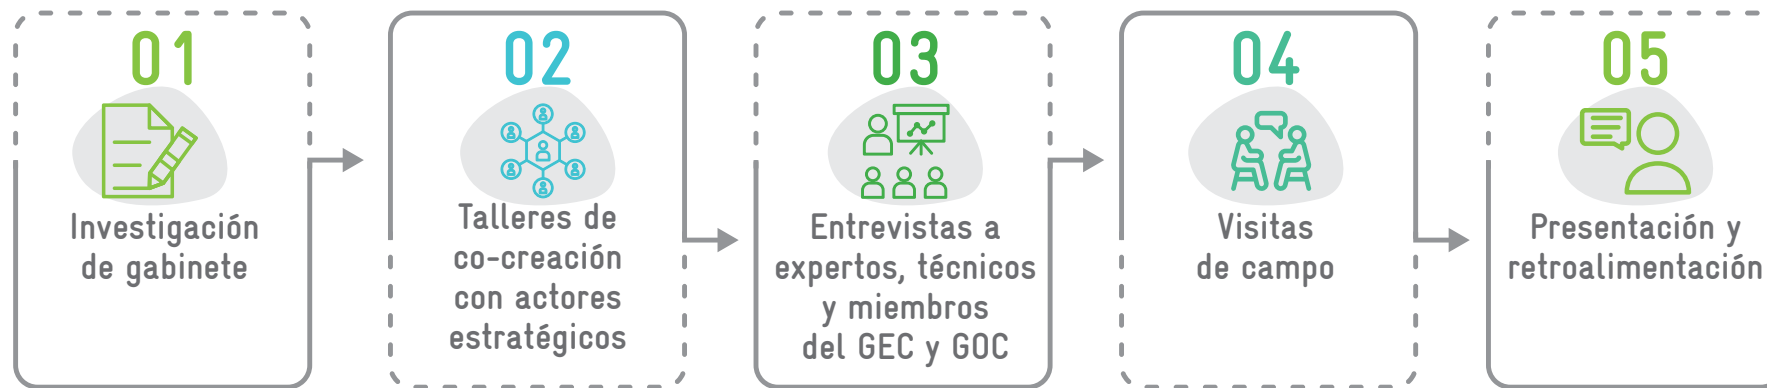 01
Investigación
de gabinete
02
Talleres de
co-creación
con actores
estratégicos
03
Entrevistas a
expertos, técnicos
y miembros
del GEC y GOC
04
Visitas
de campo
05
Presentación y
retroalimentación